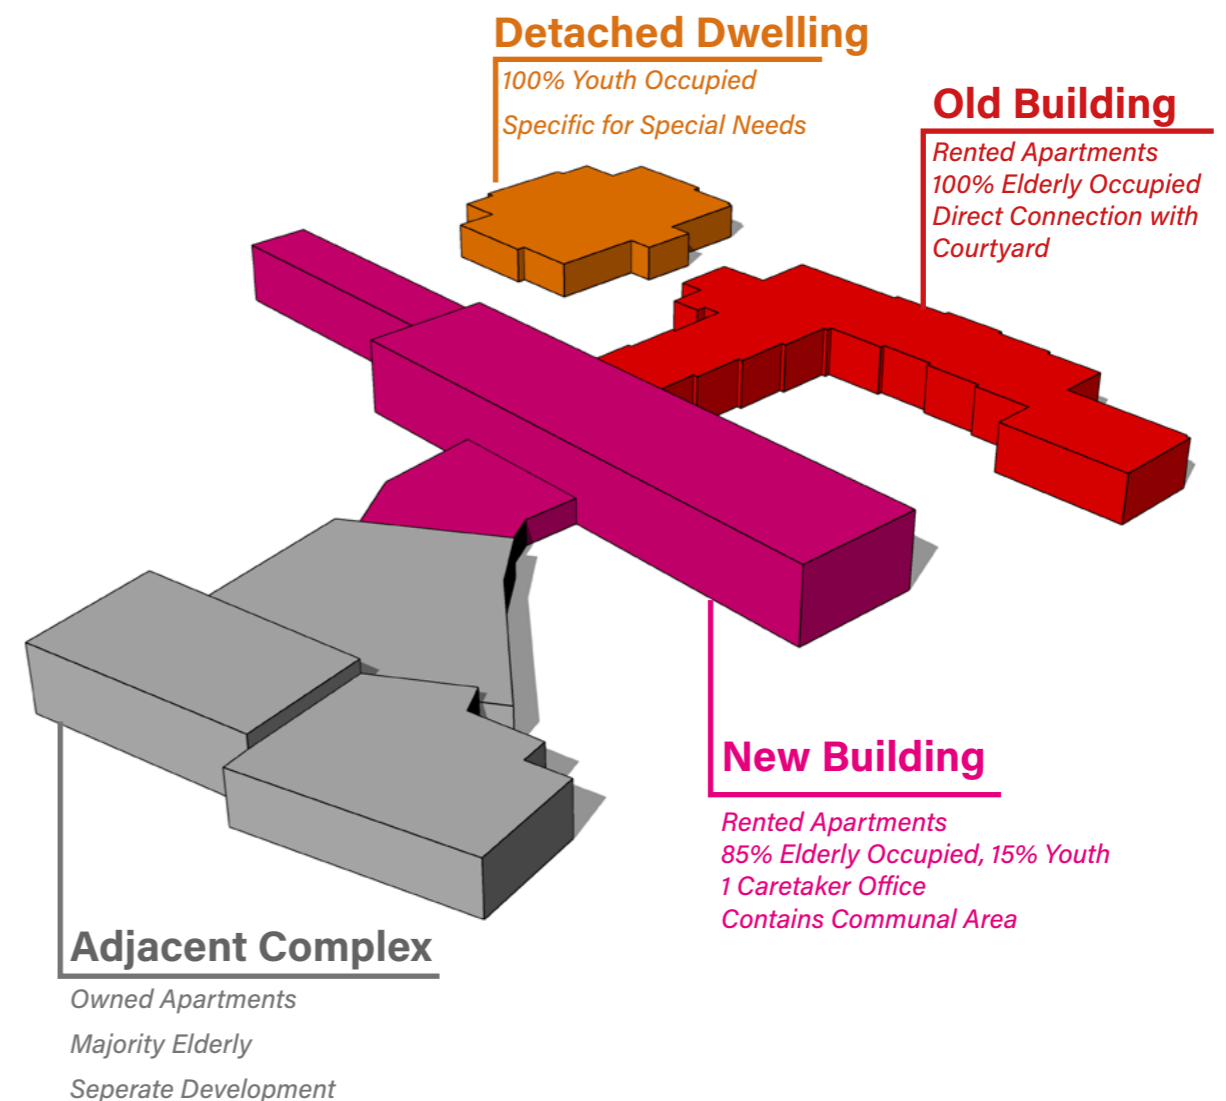 Detached Dwelling
100% Youth Occupied
Specific for Special Needs
Old Building
Rented Apartments
100% Elderly Occupied
Direct Connection with
Courtyard
New Building
Rented Apartments
85% Elderly Occupied, 15% Youth
1 Caretaker Office
Contains Communal Area
Adjacent Complex
Owned Apartments
Majority Elderly
Seperate Development